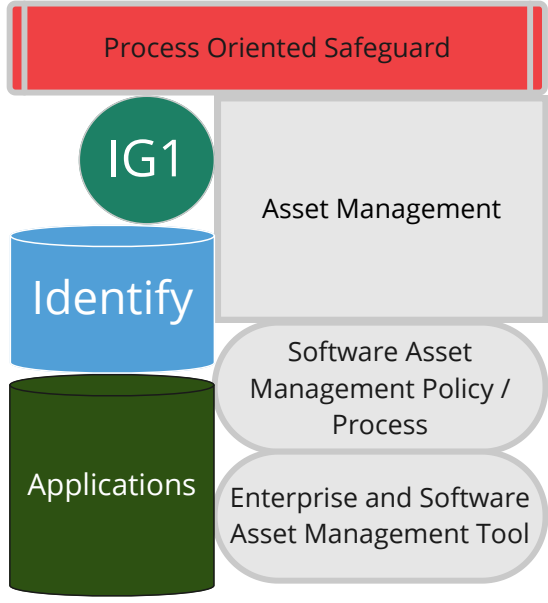 Process Oriented Safeguard
IG1
Asset Management
Identify
Software Asset
Management Policy /
Process
Applications
Enterprise and Software
Asset Management Tool